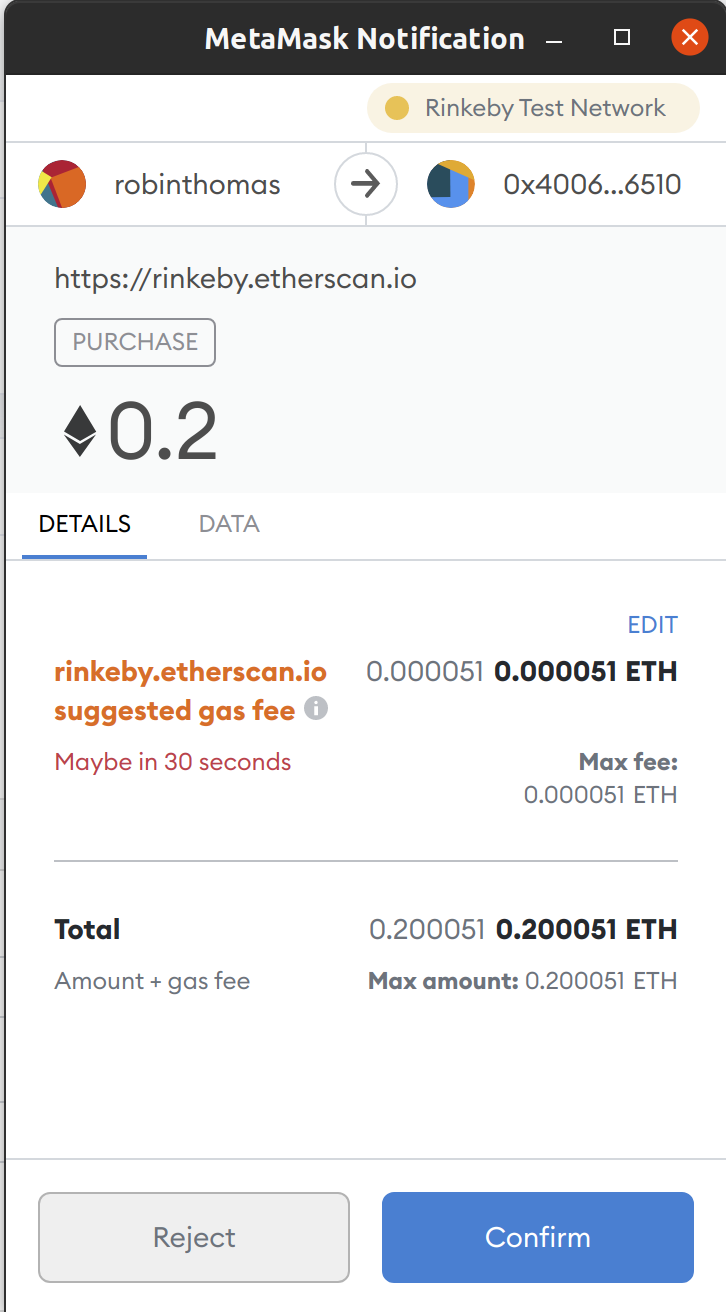 MetaMask Notification
Rinkeby Test Network
robinthomas 0x4006...6510
https://rinkeby.etherscan.io
PURCHASE
0.2
DETAILS DATA
EDIT
rinkeby.etherscan.io 0.000051 0.000051 ETH
suggested gas fee
Maybe in 30 seconds Max fee:
0.000051 ETH
Total 0.200051 0.200051 ETH
Amount + gas fee Max amount: 0.200051 ETH
Reject Confirm